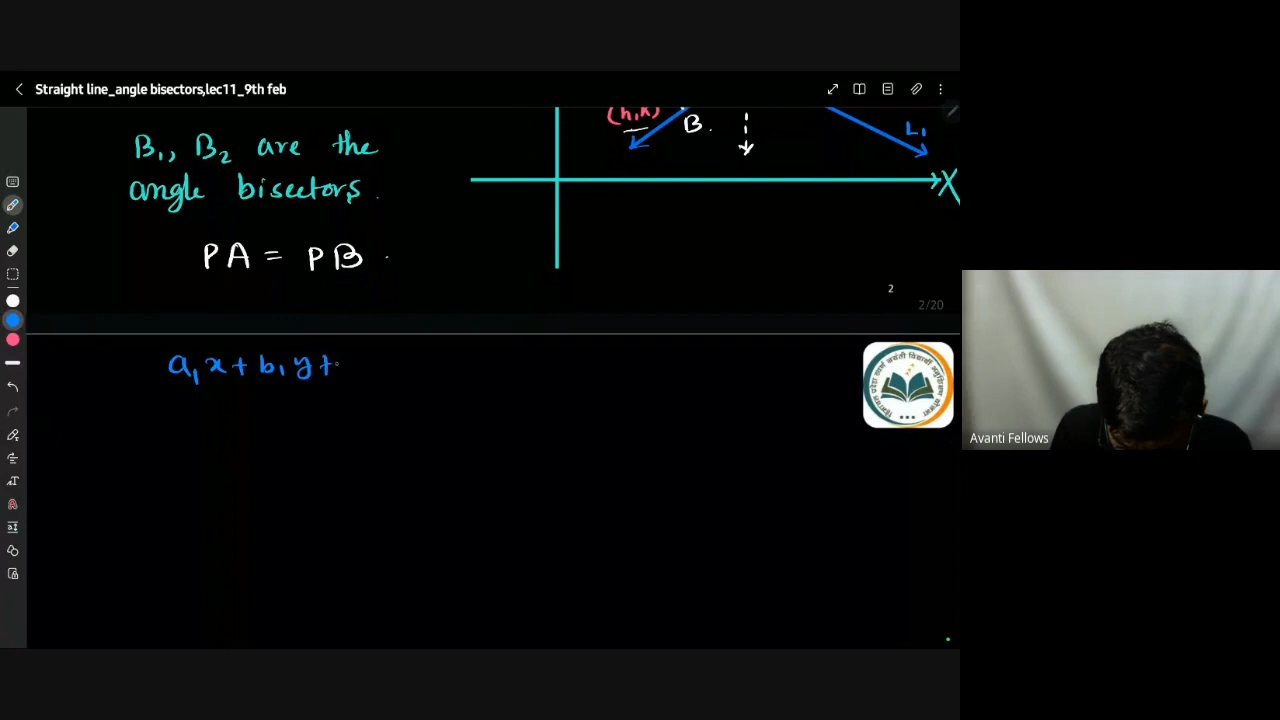 Straight line_angle bisectors,lec11_9th feb
(h,k)
B.
L₁
B₁, B₂ are the
angle bisectors.
X
PA = PB.
2
2/20
a₁x + b₁y +
Avanti Fellows